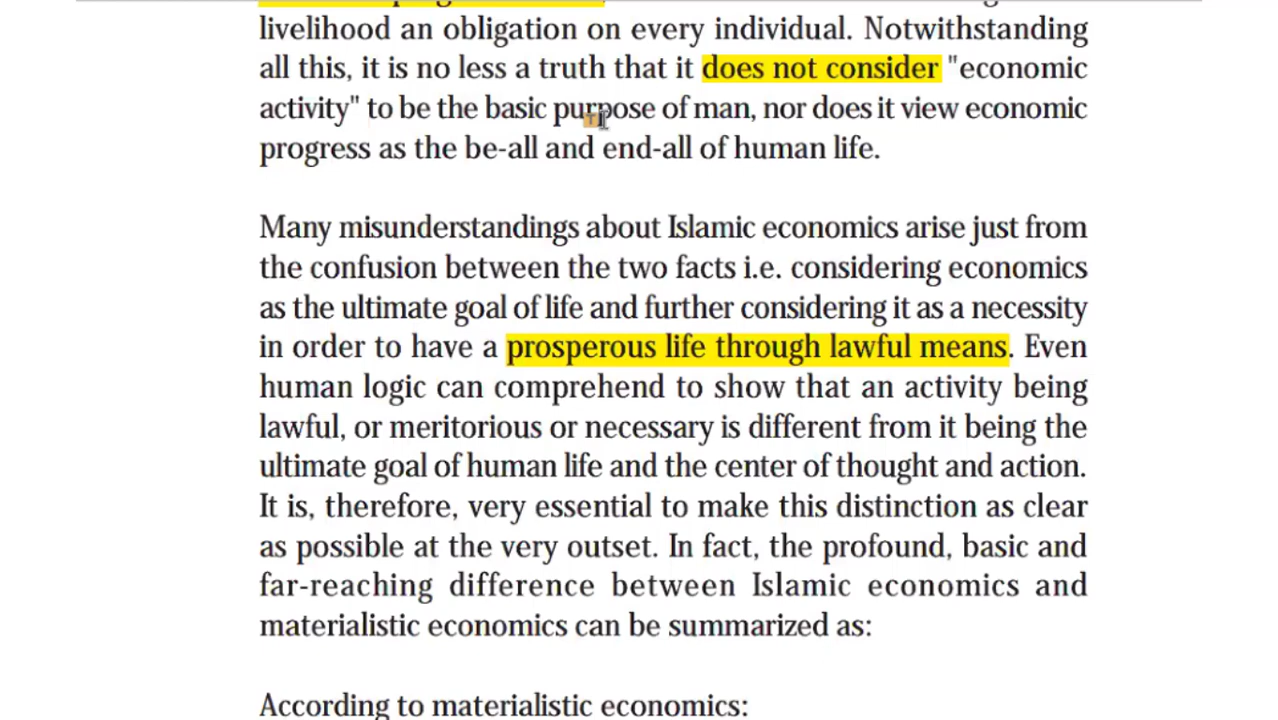 livelihood an obligation on every individual. Notwithstanding
all this, it is no less a truth that it does not consider "economic
activity" to be the basic purpose of man, nor does it view economic
progress as the be-all and end-all of human life.
Many misunderstandings about Islamic economics arise just from
the confusion between the two facts i.e. considering economics
as the ultimate goal of life and further considering it as a necessity
in order to have a prosperous life through lawful means. Even
human logic can comprehend to show that an activity being
lawful, or meritorious or necessary is different from it being the
ultimate goal of human life and the center of thought and action.
It is, therefore, very essential to make this distinction as clear
as possible at the very outset. In fact, the profound, basic and
far-reaching difference between Islamic economics and
materialistic economics can be summarized as:
According to materialistic economics: